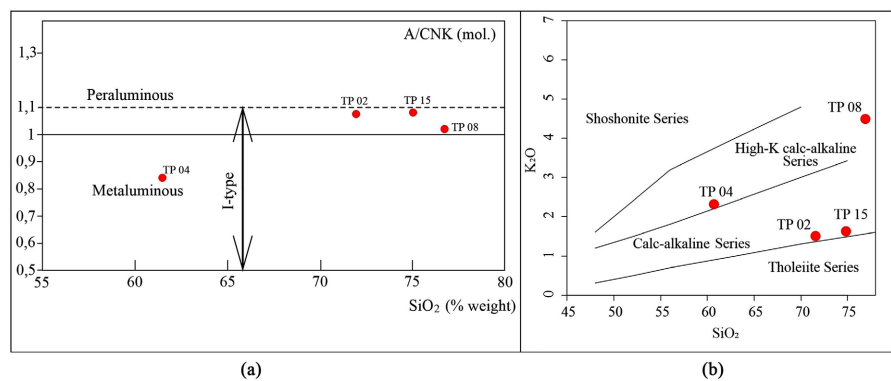 A/CNK (mol.)
1,3
Peraluminous
1,1
1
0,9
0,8
0,7
0,6
0,5
TP 02
TP 15
TP 08
TP 04
Metaluminous
I-type
55
60
65
70
75
80
SiO₂ (% weight)
(a)
7
6
5
4
3
2
1
0
K₂O
Shoshonite Series
TP 08
High-K calc-alkaline
Series
TP 04
TP 02
TP 15
Calc-alkaline Series
Tholeiite Series
45
50
55
60
65
70
75
SiO₂
(b)